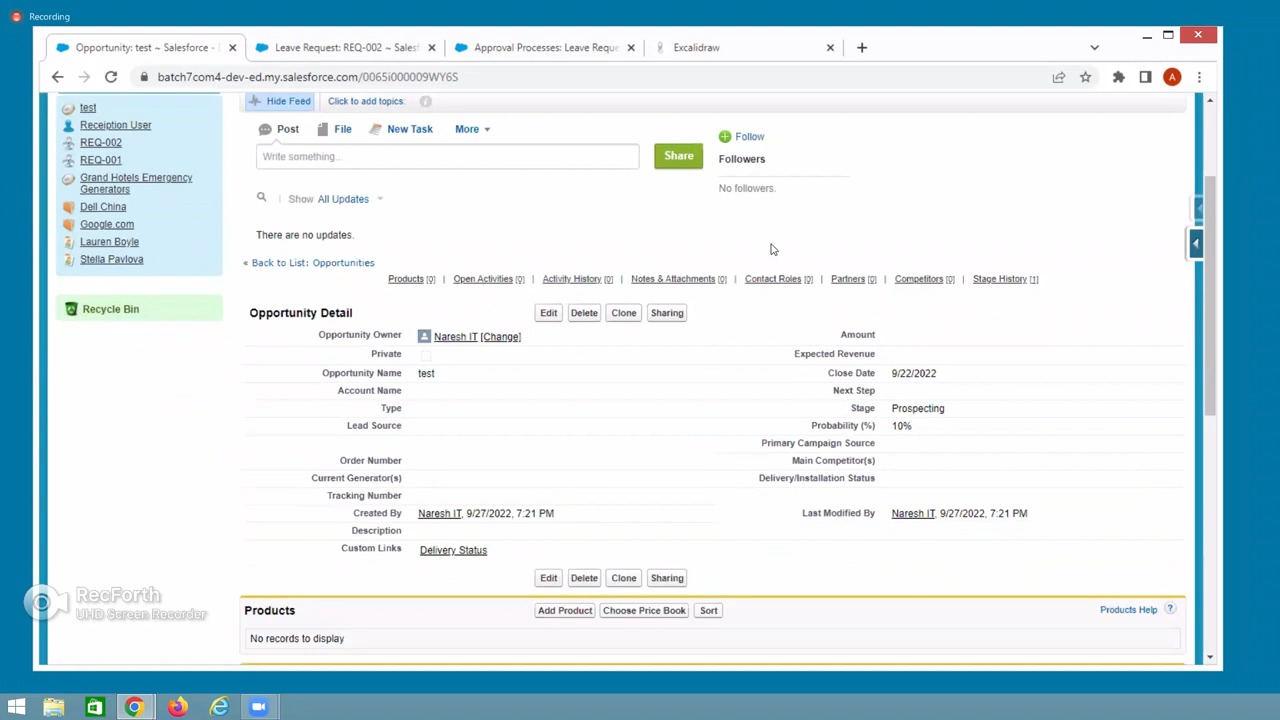 Recording
Opportunity: test ~ Salesforce -
Leave Request: REQ-002 ~ Salesf
Approval Processes: Leave Reque
Excalidraw
batch7com4-dev-ed.my.salesforce.com/0065i000009WY6S
A
test
Receiption User
REQ-002
REQ-001
Grand Hotels Emergency
Generators
Dell China
Google.com
Lauren Boyle
Stella Pavlova
Recycle Bin
Hide Feed
Click to add topics:
Post
File
New Task
More
Write something...
Share
Follow
Followers
No followers.
Show All Updates
There are no updates.
« Back to List: Opportunities
Products [0] | Open Activities [0] | Activity History [0] | Notes & Attachments [0] | Contact Roles [0] | Partners [0] | Competitors [0] | Stage History [1]
Opportunity Detail
Edit
Delete
Clone
Sharing
Opportunity Owner Naresh IT [Change]
Amount
Private
Expected Revenue
Opportunity Name test
Close Date 9/22/2022
Account Name
Next Step
Type
Stage Prospecting
Lead Source
Probability (%) 10%
Primary Campaign Source
Order Number
Main Competitor(s)
Current Generator(s)
Delivery/Installation Status
Tracking Number
Created By Naresh IT, 9/27/2022, 7:21 PM
Last Modified By Naresh IT, 9/27/2022, 7:21 PM
Description
Custom Links Delivery Status
Edit
Delete
Clone
Sharing
Products
Add Product
Choose Price Book
Sort
Products Help ?
No records to display
RecForth
UHD Screen Recorder